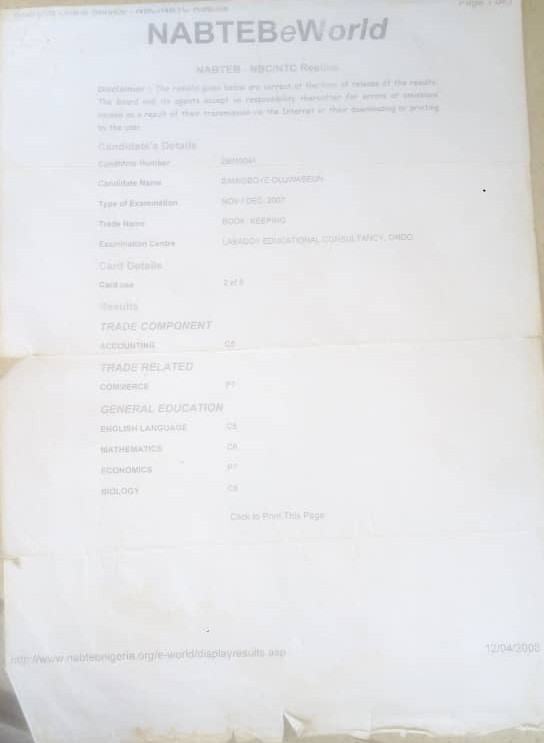 NABTEBeWorld
NABTEB - NBC/NTC Results
Disclaimer : The results given below are correct at the time of release of the results.
The Board and its agents accept no responsibility thereafter for errors or omissions
caused as a result of their transmission via the Internet or their downloading or printing
by the user.
Candidate's Details
Candidate Number
Candidate Name OLUWASEUN
Type of Examination NOV / DEC, 2007
Trade Name BOOK KEEPING
Examination Centre EDUCATIONAL CONSULTANCY, ONDO
Card Details
Card use 2 of 5
Results
TRADE COMPONENT
ACCOUNTING
TRADE RELATED
COMMERCE P7
GENERAL EDUCATION
ENGLISH LANGUAGE
MATHEMATICS
ECONOMICS P7
BIOLOGY
Click to Print This Page
http://www.nabtebnigeria.org/e-world/displayresults.asp 12/04/2008